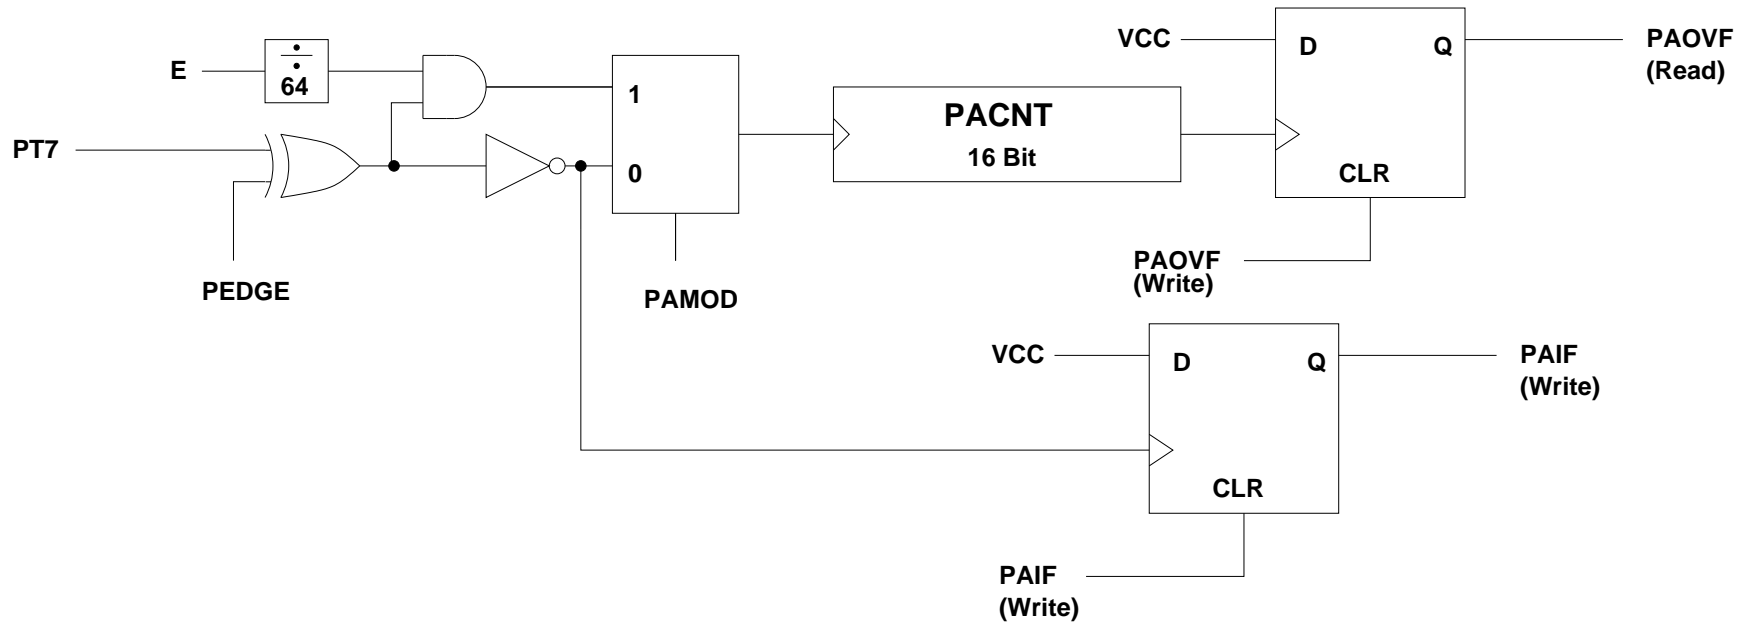 VCC
D
Q
PAOVF
(Read)
E
÷
64
1
PACNT
16 Bit
PT7
0
CLR
PEDGE
PAMOD
PAOVF
(Write)
VCC
D
Q
PAIF
(Write)
CLR
PAIF
(Write)